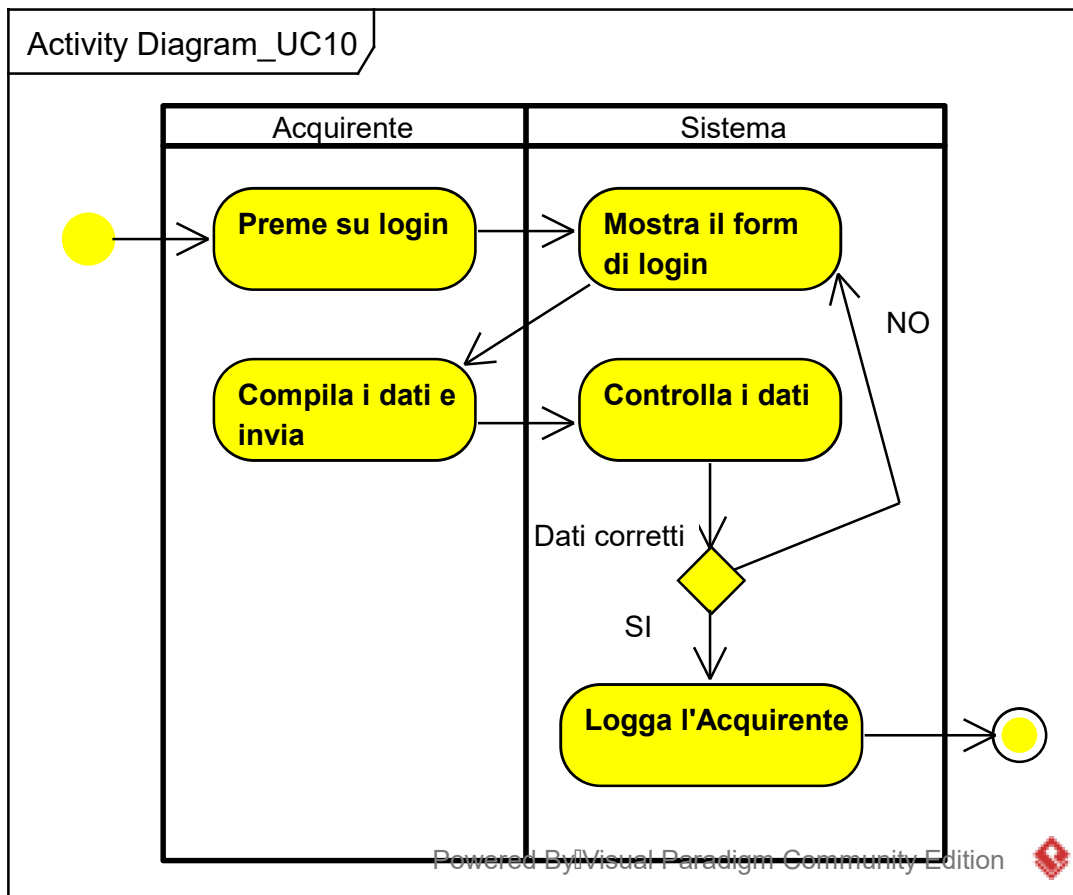 Activity Diagram_UC10
Acquirente
Sistema
Preme su login
Mostra il form
di login
NO
Compila i dati e
invia
Controlla i dati
Dati corretti
SI
Logga l'Acquirente
Powered By Visual Paradigm Community Edition